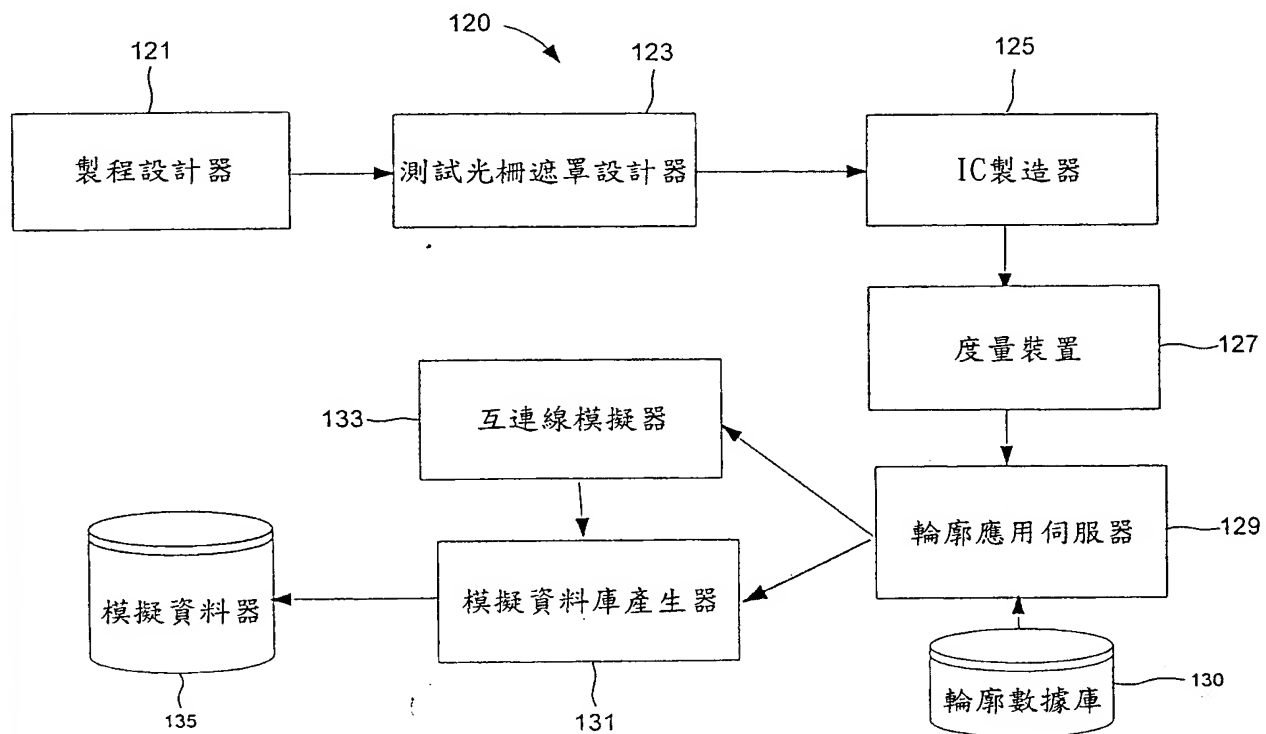 120
121
123
125
製程設計器
測試光柵遮罩設計器
IC製造器
度量裝置
127
133
互連線模擬器
輪廓應用伺服器
129
模擬資料器
模擬資料庫產生器
輪廓數據庫
130
135
131